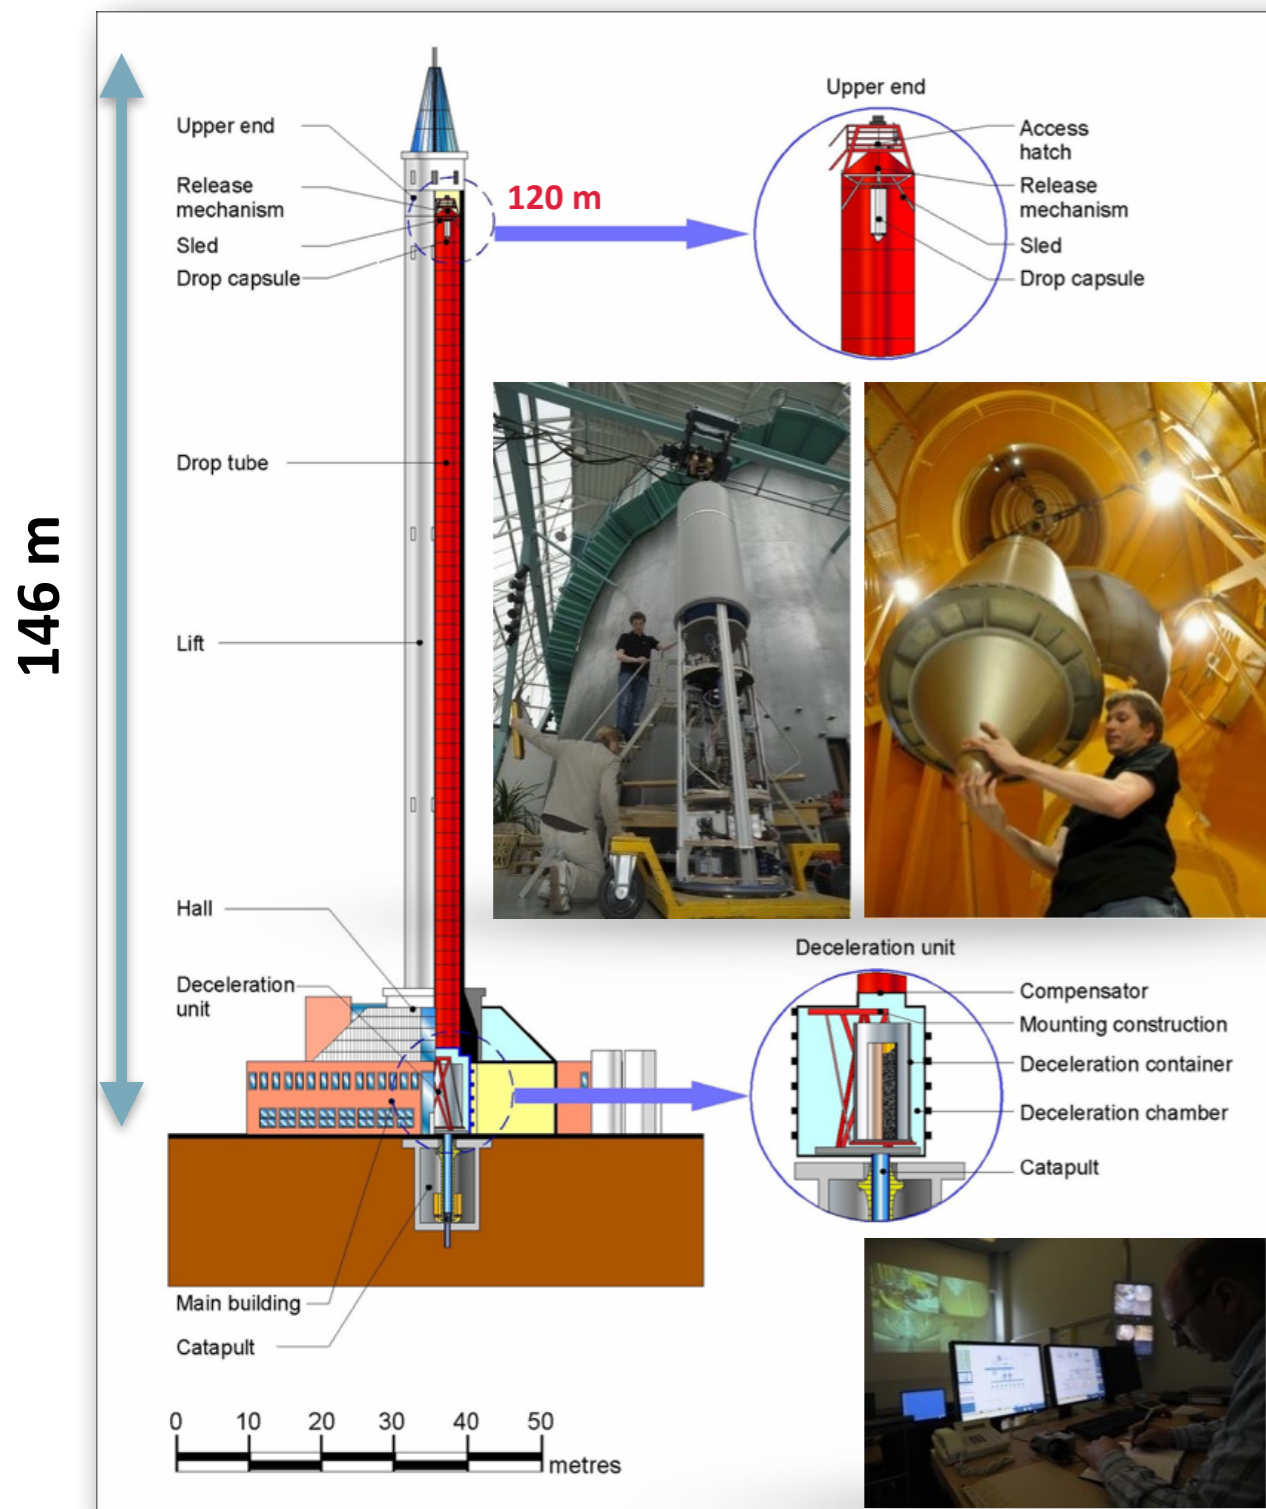 146 m
Upper end
Release
mechanism
Sled
Drop capsule
120 m
Upper end
Access
hatch
Release
mechanism
Sled
Drop capsule
Drop tube
Lift
Hall
Deceleration
unit
Deceleration unit
Compensator
Mounting construction
Deceleration container
Deceleration chamber
Catapult
Main building
Catapult
0 10 20 30 40 50
metres